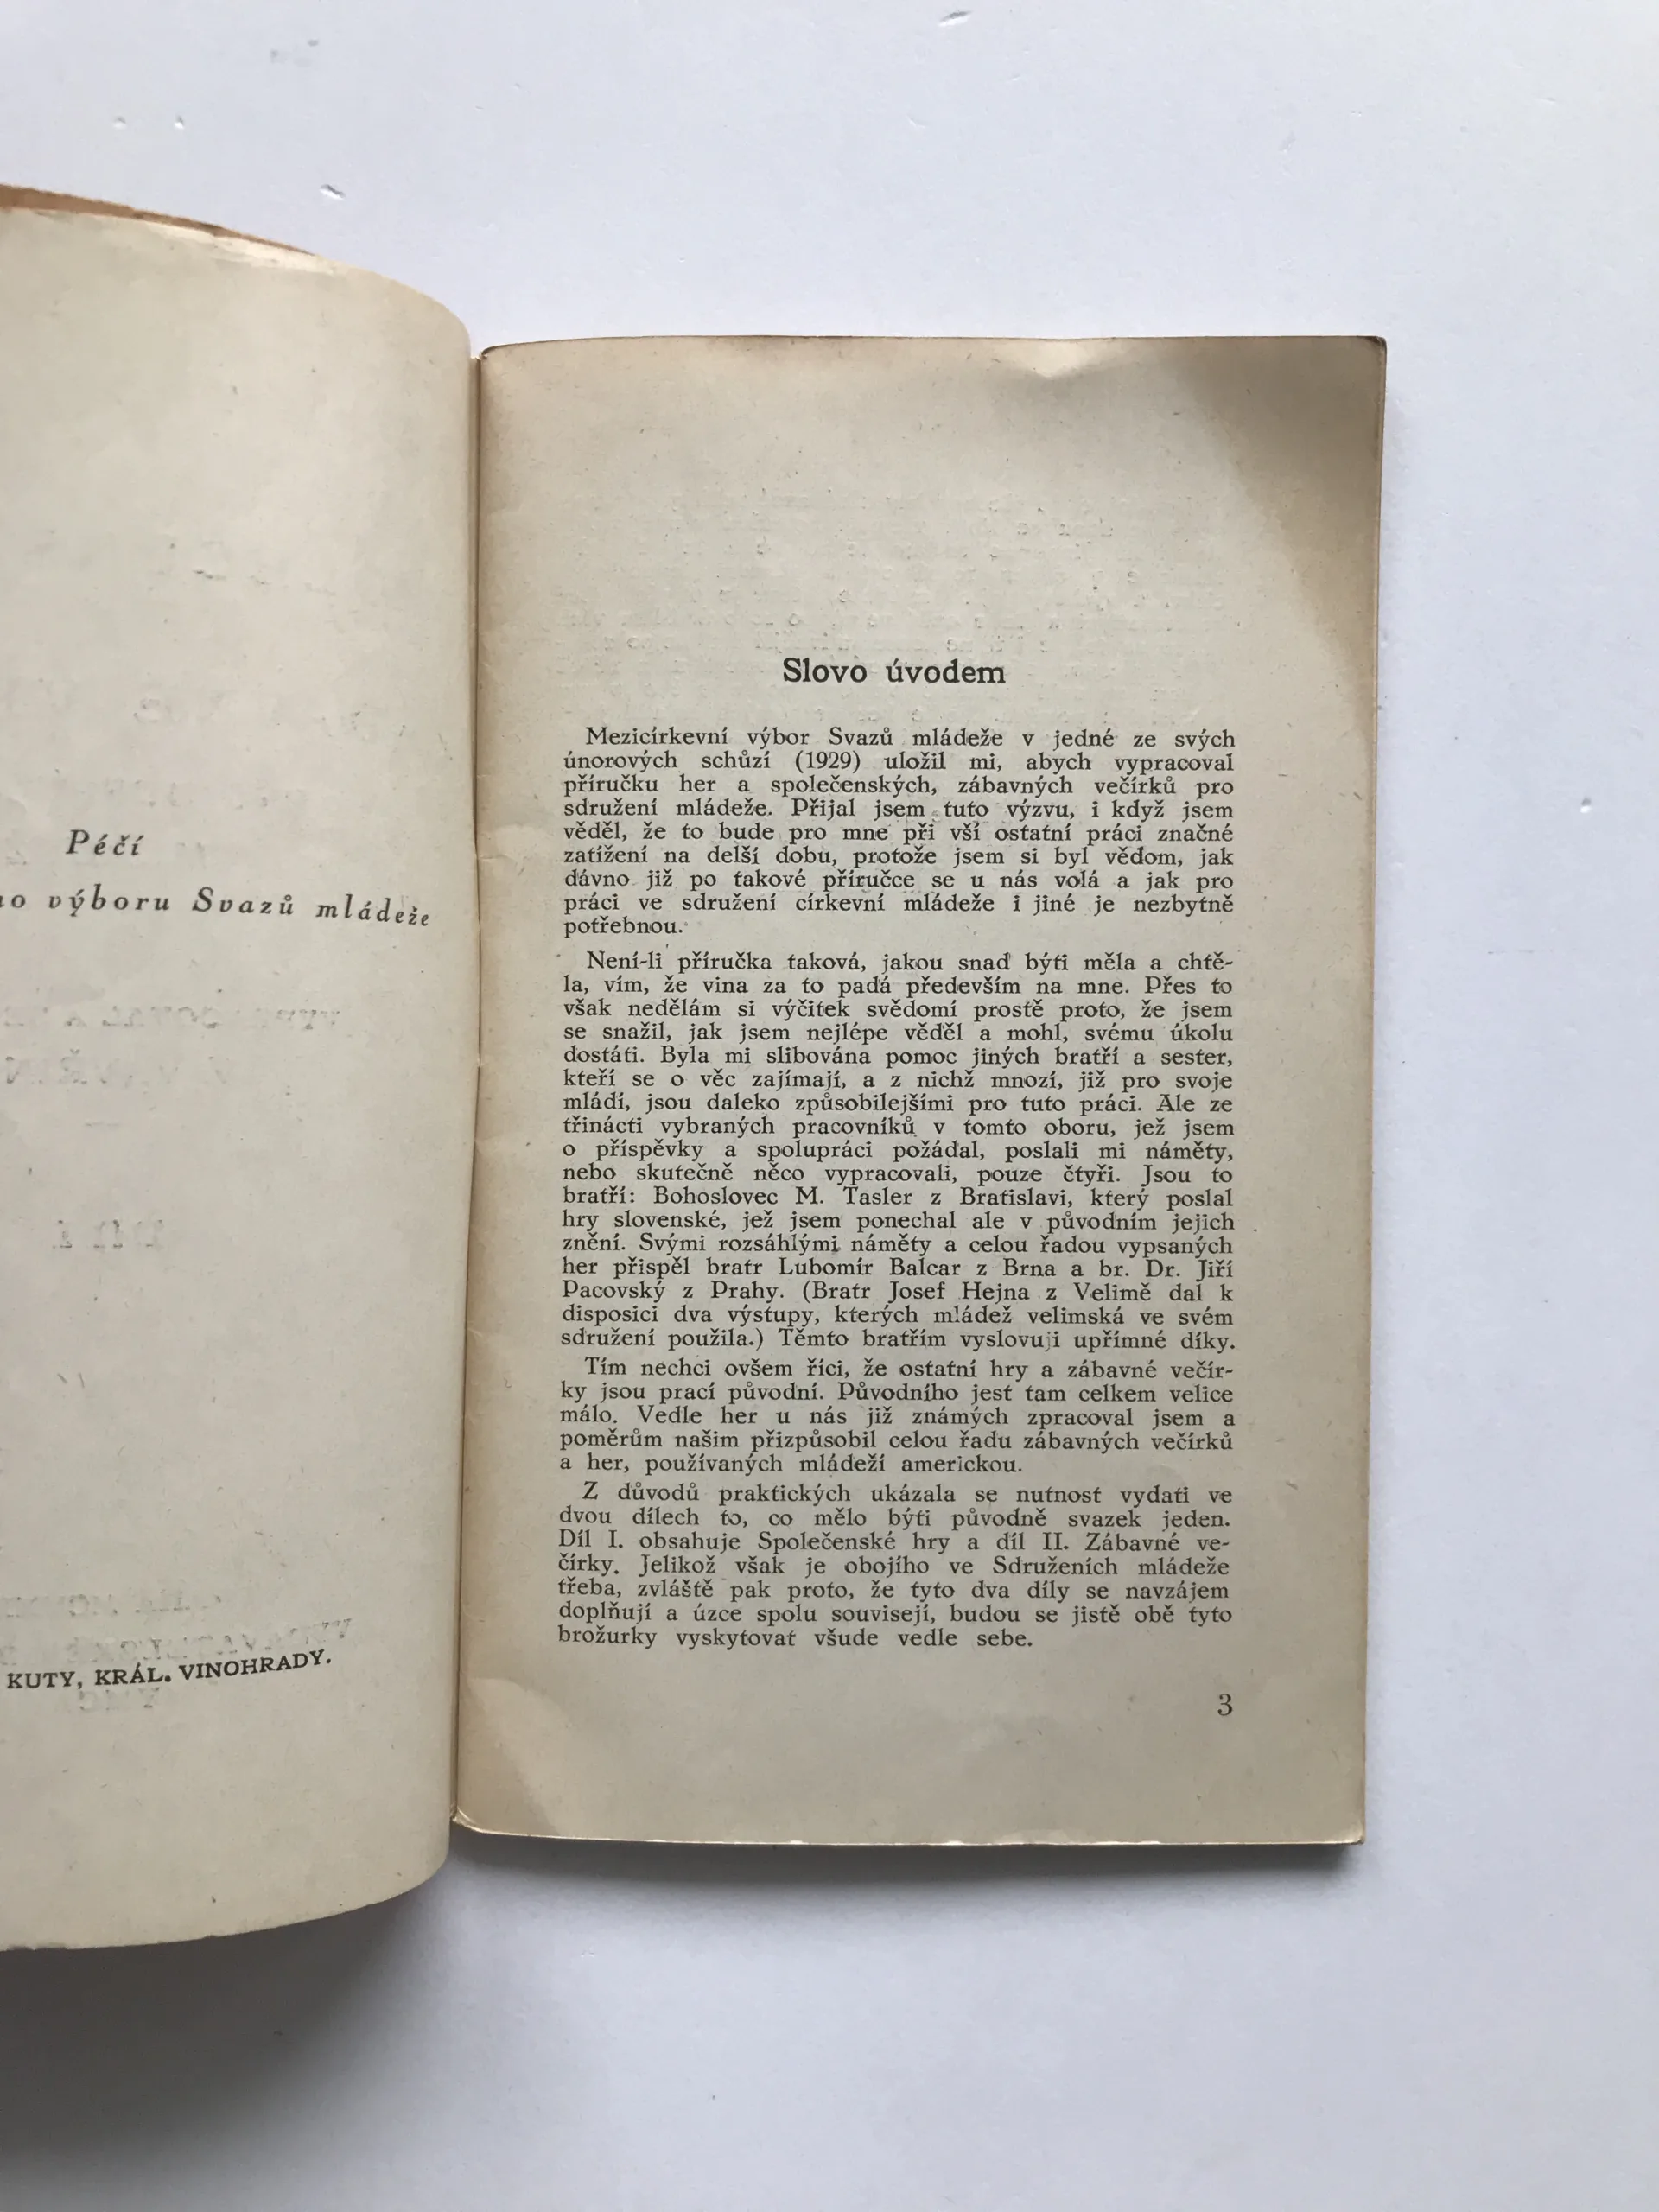 Péčí
výboru Svazů mládeže
KUTY, KRÁL. VINOHRADY.
Slovo úvodem
Mezicírkevní výbor Svazů mládeže v jedné ze svých
únorových schůzí (1929) uložil mi, abych vypracoval
příručku her a společenských, zábavných večírků pro
sdružení mládeže. Přijal jsem tuto výzvu, i když jsem
věděl, že to bude pro mne při vší ostatní práci značné
zatížení na delší dobu, protože jsem si byl vědom, jak
dávno již po takové příručce se u nás volá a jak pro
práci ve sdružení církevní mládeže i jiné je nezbytně
potřebnou.
Není-li příručka taková, jakou snad býti měla a chtě-
la, vím, že vina za to padá především na mne. Přes to
však nedělám si výčitek svědomí prostě proto, že jsem
se snažil, jak jsem nejlépe věděl a mohl, svému úkolu
dostáti. Byla mi slibována pomoc jiných bratří a sester,
kteří se o věc zajímají, a z nichž mnozí, již pro svoje
mládí, jsou daleko způsobilejšími pro tuto práci. Ale ze
třinácti vybraných pracovníků v tomto oboru, jež jsem
o příspěvky a spolupráci požádal, poslali mi náměty,
nebo skutečně něco vypracovali, pouze čtyři. Jsou to
bratří: Bohoslovec M. Tasler z Bratislavi, který poslal
hry slovenské, jež jsem ponechal ale v původním jejich
znění. Svými rozsáhlými náměty a celou řadou vypsaných
her přispěl bratr Lubomír Balcar z Brna a br. Dr. Jiří
Pacovský z Prahy. (Bratr Josef Hejna z Velimě dal k
disposici dva výstupy, kterých mládež velimská ve svém
sdružení použila.) Těmto bratřím vyslovuji upřímné díky.
Tím nechci ovšem říci, že ostatní hry a zábavné večír-
ky jsou prací původní. Původního jest tam celkem velice
málo. Vedle her u nás již známých zpracoval jsem a
poměrům našim přizpůsobil celou řadu zábavných večírků
a her, používaných mládeží americkou.
Z důvodů praktických ukázala se nutnost vydati ve
dvou dílech to, co mělo býti původně svazek jeden.
Díl I. obsahuje Společenské hry a díl II. Zábavné ve-
čírky. Jelikož však je obojího ve Sdruženích mládeže
třeba, zvláště pak proto, že tyto dva díly se navzájem
doplňují a úzce spolu souvisejí, budou se jistě obě tyto
brožurky vyskytovat všude vedle sebe.
3